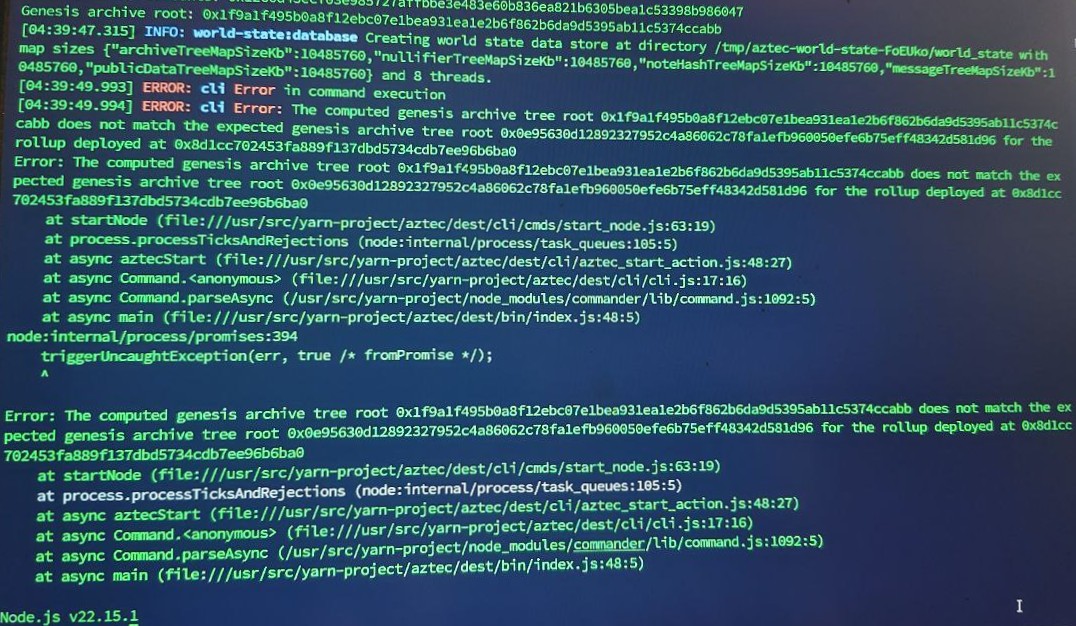 Genesis archive root: 0x1f9a1f495b0a8f12ebc07e1bea931ea1e2b6f862b6da9d5395ab11c5374ccabb
[04:39:47.315] INFO: world-state:database Creating world state data store at directory /tmp/aztec-world-state-FoEUko/world_state with
map sizes {"archiveTreeMapSizeKb":10485760,"nullifierTreeMapSizeKb":10485760,"noteHashTreeMapSizeKb":10485760,"messageTreeMapSizeKb":1
0485760,"publicDataTreeMapSizeKb":10485760} and 8 threads.
[04:39:49.993] ERROR: cli Error in command execution
[04:39:49.994] ERROR: cli Error: The computed genesis archive tree root 0x1f9a1f495b0a8f12ebc07e1bea931ea1e2b6f862b6da9d5395ab11c5374c
cabb does not match the expected genesis archive tree root 0x0e95630d12892327952c4a86062c78fa1efb960050efe6b75eff48342d581d96 for the
rollup deployed at 0x8d1cc702453fa889f137dbd5734cdb7ee96b6ba0
Error: The computed genesis archive tree root 0x1f9a1f495b0a8f12ebc07e1bea931ea1e2b6f862b6da9d5395ab11c5374ccabb does not match the ex
pected genesis archive tree root 0x0e95630d12892327952c4a86062c78fa1efb960050efe6b75eff48342d581d96 for the rollup deployed at 0x8d1cc
702453fa889f137dbd5734cdb7ee96b6ba0
at startNode (file:///usr/src/yarn-project/aztec/dest/cli/cmds/start_node.js:63:19)
at process.processTicksAndRejections (node:internal/process/task_queues:105:5)
at async aztecStart (file:///usr/src/yarn-project/aztec/dest/cli/aztec_start_action.js:48:27)
at async Command.<anonymous> (file:///usr/src/yarn-project/aztec/dest/cli/cli.js:17:16)
at async Command.parseAsync (/usr/src/yarn-project/node_modules/commander/lib/command.js:1092:5)
at async main (file:///usr/src/yarn-project/aztec/dest/bin/index.js:48:5)
node:internal/process/promises:394
triggerUncaughtException(err, true /* fromPromise */);
^
Error: The computed genesis archive tree root 0x1f9a1f495b0a8f12ebc07e1bea931ea1e2b6f862b6da9d5395ab11c5374ccabb does not match the ex
pected genesis archive tree root 0x0e95630d12892327952c4a86062c78fa1efb960050efe6b75eff48342d581d96 for the rollup deployed at 0x8d1cc
702453fa889f137dbd5734cdb7ee96b6ba0
at startNode (file:///usr/src/yarn-project/aztec/dest/cli/cmds/start_node.js:63:19)
at process.processTicksAndRejections (node:internal/process/task_queues:105:5)
at async aztecStart (file:///usr/src/yarn-project/aztec/dest/cli/aztec_start_action.js:48:27)
at async Command.<anonymous> (file:///usr/src/yarn-project/aztec/dest/cli/cli.js:17:16)
at async Command.parseAsync (/usr/src/yarn-project/node_modules/commander/lib/command.js:1092:5)
at async main (file:///usr/src/yarn-project/aztec/dest/bin/index.js:48:5)
Node.js v22.15.1